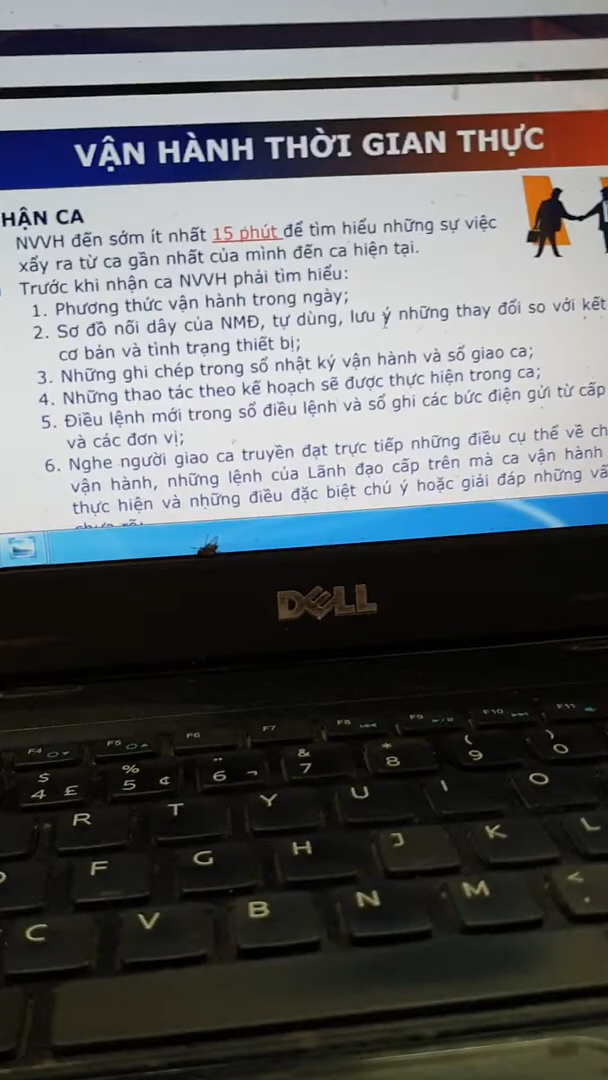 VẬN HÀNH THỜI GIAN THỰC
HẬN CA
NVVH đến sớm ít nhất 15 phút để tìm hiểu những sự việc
xẩy ra từ ca gần nhất của mình đến ca hiện tại.
Trước khi nhận ca NVVH phải tìm hiểu:
1. Phương thức vận hành trong ngày;
2. Sơ đồ nối dây của NMĐ, tự dùng, lưu ý những thay đổi so với kết
cơ bản và tình trạng thiết bị;
3. Những ghi chép trong sổ nhật ký vận hành và sổ giao ca;
4. Những thao tác theo kế hoạch sẽ được thực hiện trong ca;
5. Điều lệnh mới trong sổ điều lệnh và sổ ghi các bức điện gửi từ cấp
và các đơn vị;
6. Nghe người giao ca truyền đạt trực tiếp những điều cụ thể về ch
vận hành, những lệnh của Lãnh đạo cấp trên mà ca vận hành
thực hiện và những điều đặc biệt chú ý hoặc giải đáp những vấ
DELL
F4 F5 F6 F7 F8 F9 F10 F11
$ % & * ( )
4 £ 5 ¢ 6 ¬ 7 8 9 0
R T Y U I O
F G H J K L
C V B N M <